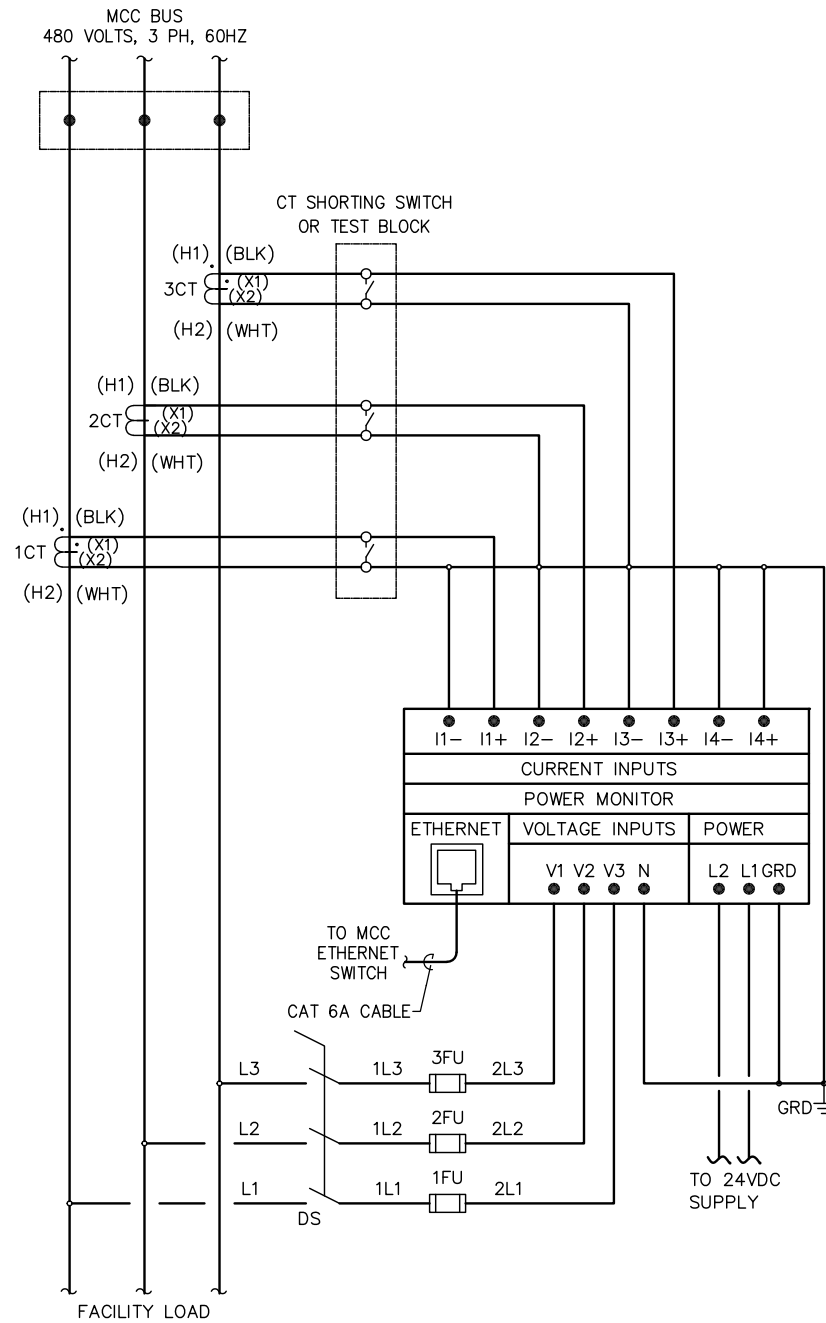 MCC BUS
480 VOLTS, 3 PH, 60HZ
CT SHORTING SWITCH
OR TEST BLOCK
(H1) (BLK)
(X1)
3CT
(X2)
(H2) (WHT)
(H1) (BLK)
(X1)
2CT
(X2)
(H2) (WHT)
(H1) (BLK)
(X1)
1CT
(X2)
(H2) (WHT)
I1- I1+ I2- I2+ I3- I3+ I4- I4+
CURRENT INPUTS
POWER MONITOR
ETHERNET VOLTAGE INPUTS POWER
V1 V2 V3 N L2 L1 GRD
TO MCC
ETHERNET
SWITCH
CAT 6A CABLE
L3 1L3 3FU 2L3
GRD
L2 1L2 2FU 2L2
L1 1L1 1FU 2L1
DS
TO 24VDC
SUPPLY
FACILITY LOAD